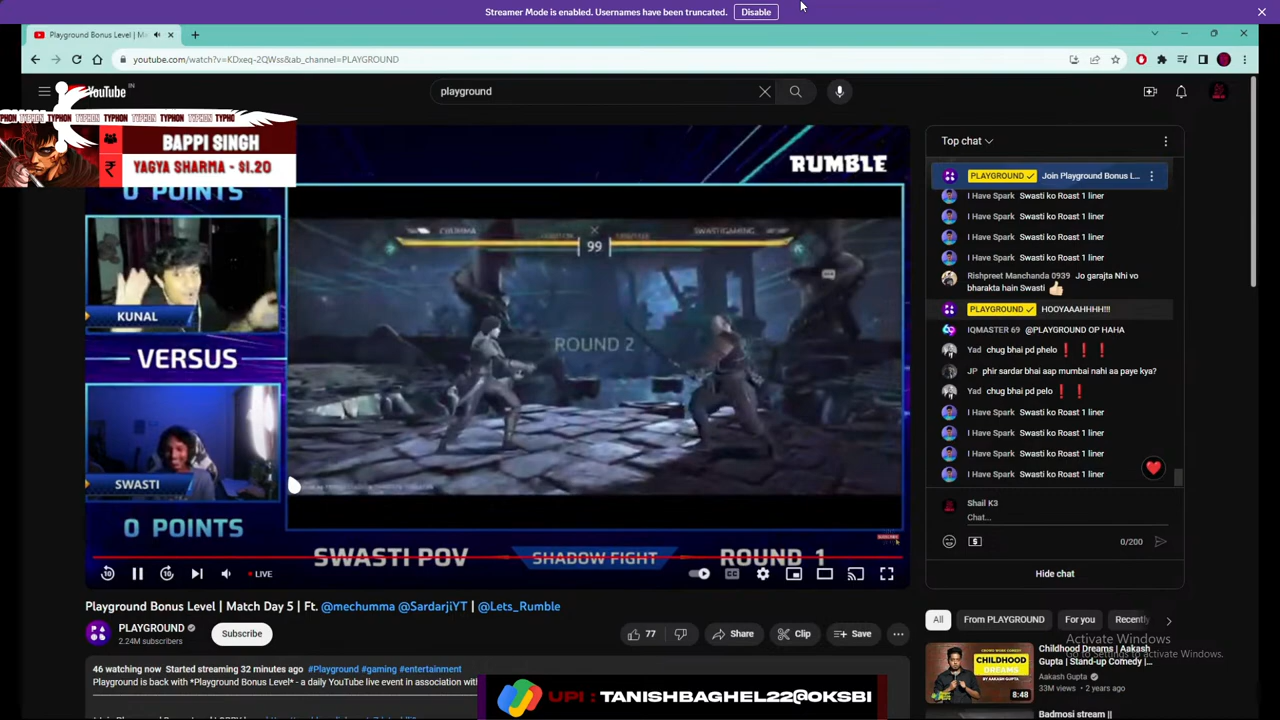 Streamer Mode is enabled. Usernames have been truncated. Disable
Playground Bonus Level | M
youtube.com/watch?v=KDxeq-2QWss&ab_channel=PLAYGROUND
YouTube IN
playground
TYPHON TYPHON TYPHON TYPHON
BAPPI SINGH
YAGYA SHARMA - $1.20
0 POINTS
KUNAL
VERSUS
SWASTI
0 POINTS
RUMBLE
99
ROUND 2
SWASTI POV
SHADOW FIGHT
ROUND 1
LIVE
Playground Bonus Level | Match Day 5 | Ft. @mechumma @SardarjiYT | @Lets_Rumble
PLAYGROUND
2.24M subscribers
Subscribe
77
Share
Clip
Save
46 watching now Started streaming 32 minutes ago #Playground #gaming #entertainment
Playground is back with *Playground Bonus Level* - a daily YouTube live event in association wit
UPI : TANISHBAGHEL22@OKSBI
Top chat
PLAYGROUND Join Playground Bonus L...
I Have Spark Swasti ko Roast 1 liner
I Have Spark Swasti ko Roast 1 liner
I Have Spark Swasti ko Roast 1 liner
I Have Spark Swasti ko Roast 1 liner
Rishpreet Manchanda 0939 Jo garajta Nhi vo
bharakta hain Swasti 👍🏻
PLAYGROUND HOOYAAAHHHH!!!
IQMASTER 69 @PLAYGROUND OP HAHA
Yad chug bhai pd phelo ❗ ❗ ❗
JP phir sardar bhai aap mumbai nahi aa paye kya?
Yad chug bhai pd pelo ❗ ❗
I Have Spark Swasti ko Roast 1 liner
I Have Spark Swasti ko Roast 1 liner
I Have Spark Swasti ko Roast 1 liner
I Have Spark Swasti ko Roast 1 liner
Shail K3
Chat...
0/200
Hide chat
All
From PLAYGROUND
For you
Recently
Childhood Dreams | Aakash
Gupta | Stand-up Comedy |...
Aakash Gupta
33M views • 2 years ago
CHILDHOOD
DREAMS
BY AAKASH GUPTA
8:48
Activate Windows
Go to Settings to activate Windows.
Badmosi stream ||